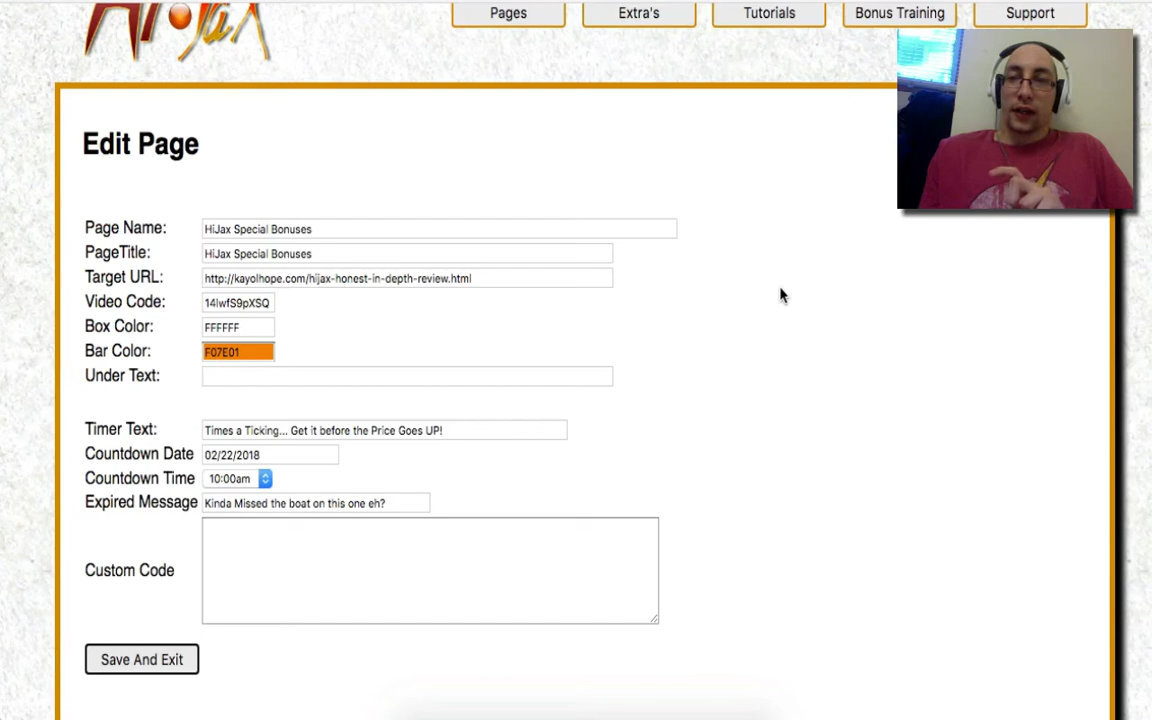 Pages Extra's Tutorials Bonus Training Support
Edit Page
Page Name: HiJax Special Bonuses
PageTitle: HiJax Special Bonuses
Target URL: http://kayolhope.com/hijax-honest-in-depth-review.html
Video Code: 14lwfS9pXSQ
Box Color: FFFFFF
Bar Color: F07E01
Under Text:
Timer Text: Times a Ticking... Get it before the Price Goes UP!
Countdown Date 02/22/2018
Countdown Time 10:00am
Expired Message Kinda Missed the boat on this one eh?
Custom Code
Save And Exit